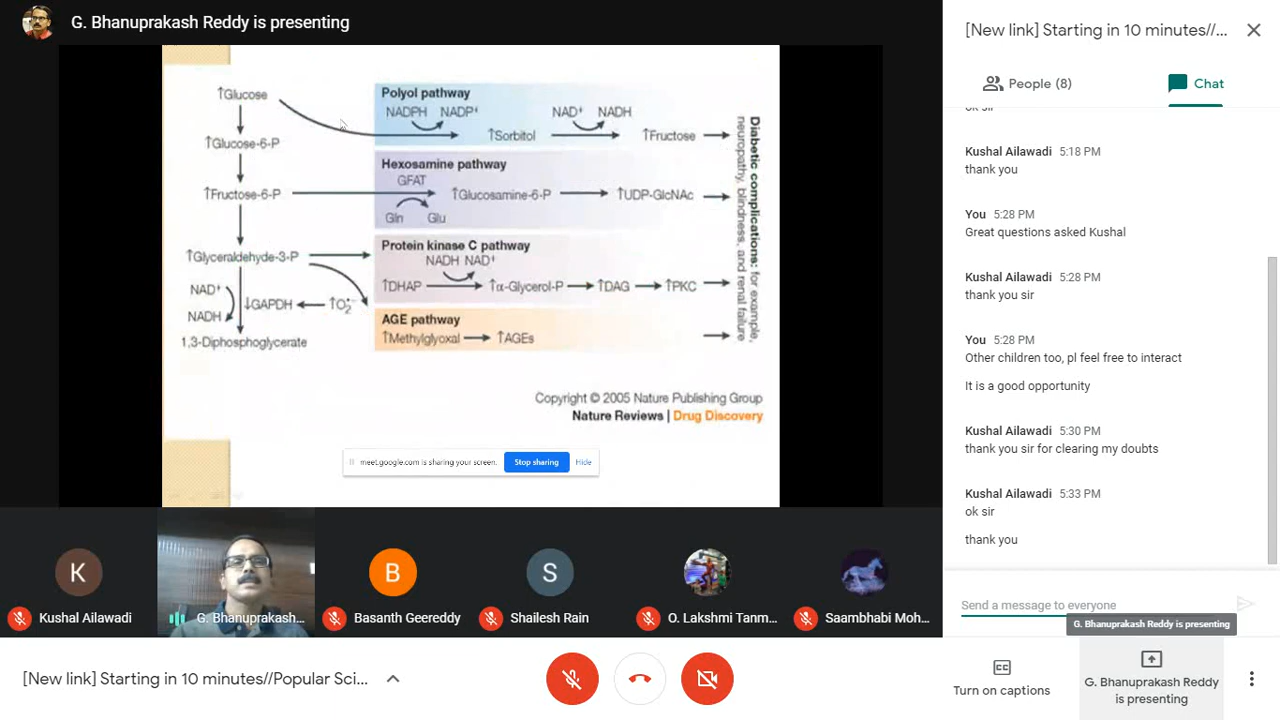 G. Bhanuprakash Reddy is presenting
↑Glucose
↑Glucose-6-P
↑Fructose-6-P
↑Glyceraldehyde-3-P
NAD⁺
NADH
↓GAPDH
↑O₂⁻
1,3-Diphosphoglycerate
Polyol pathway
NADPH NADP⁺
NAD⁺ NADH
↑Sorbitol
↑Fructose
Hexosamine pathway
GFAT
↑Glucosamine-6-P
↑UDP-GlcNAc
Gln Glu
Protein kinase C pathway
NADH NAD⁺
↑DHAP
↑α-Glycerol-P
↑DAG
↑PKC
AGE pathway
↑Methylglyoxal
↑AGEs
Diabetic complications: for example,
neuropathy, blindness, and renal failure
Copyright © 2005 Nature Publishing Group
Nature Reviews | Drug Discovery
meet.google.com is sharing your screen.
Stop sharing
Hide
K
B
S
Kushal Ailawadi
G. Bhanuprakash...
Basanth Geereddy
Shailesh Rain
O. Lakshmi Tanm...
Saambhabi Moh...
[New link] Starting in 10 minutes//Popular Sci...
[New link] Starting in 10 minutes//...
People (8)
Chat
ok sir
Kushal Ailawadi 5:18 PM
thank you
You 5:28 PM
Great questions asked Kushal
Kushal Ailawadi 5:28 PM
thank you sir
You 5:28 PM
Other children too, pl feel free to interact
It is a good opportunity
Kushal Ailawadi 5:30 PM
thank you sir for clearing my doubts
Kushal Ailawadi 5:33 PM
ok sir
thank you
Send a message to everyone
G. Bhanuprakash Reddy is presenting
Turn on captions
G. Bhanuprakash Reddy
is presenting